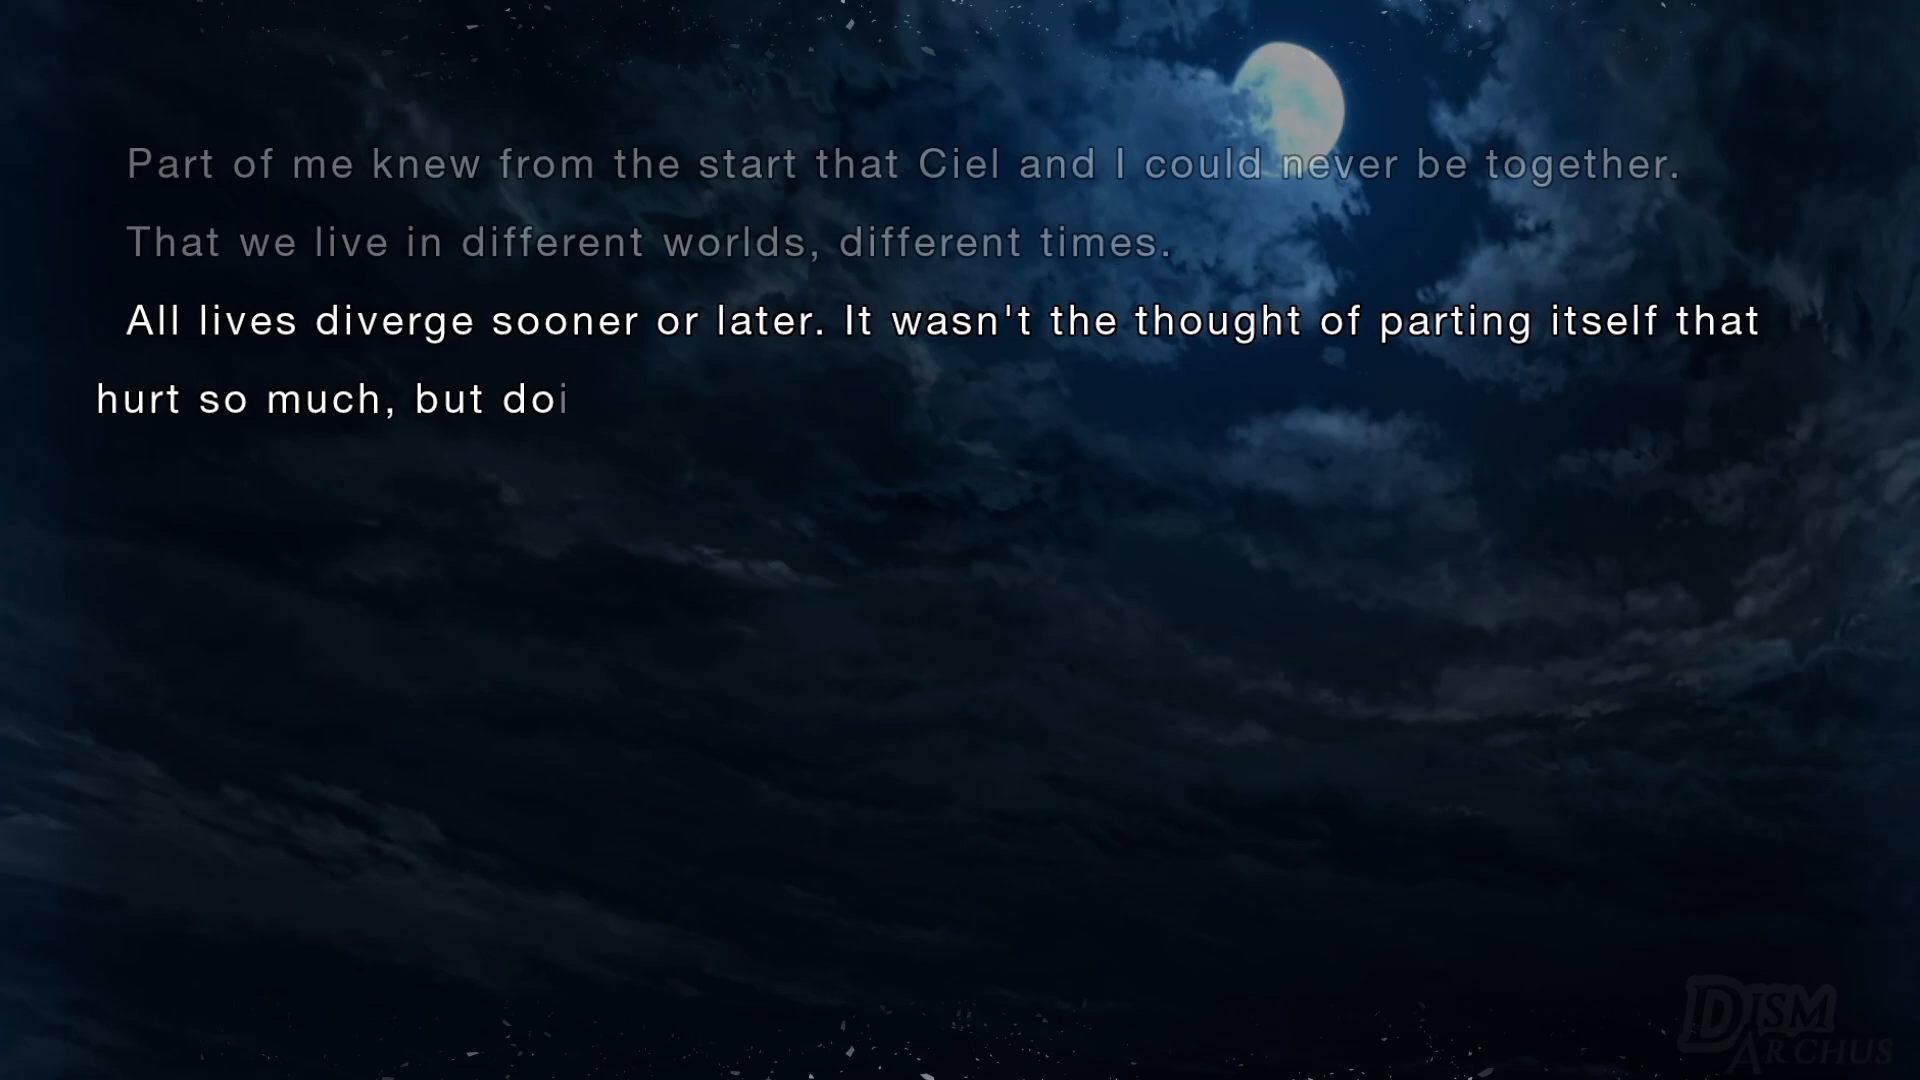 Part of me knew from the start that Ciel and I could never be together.
That we live in different worlds, different times.
All lives diverge sooner or later. It wasn't the thought of parting itself that
hurt so much, but doi
DISM
ARCHUS